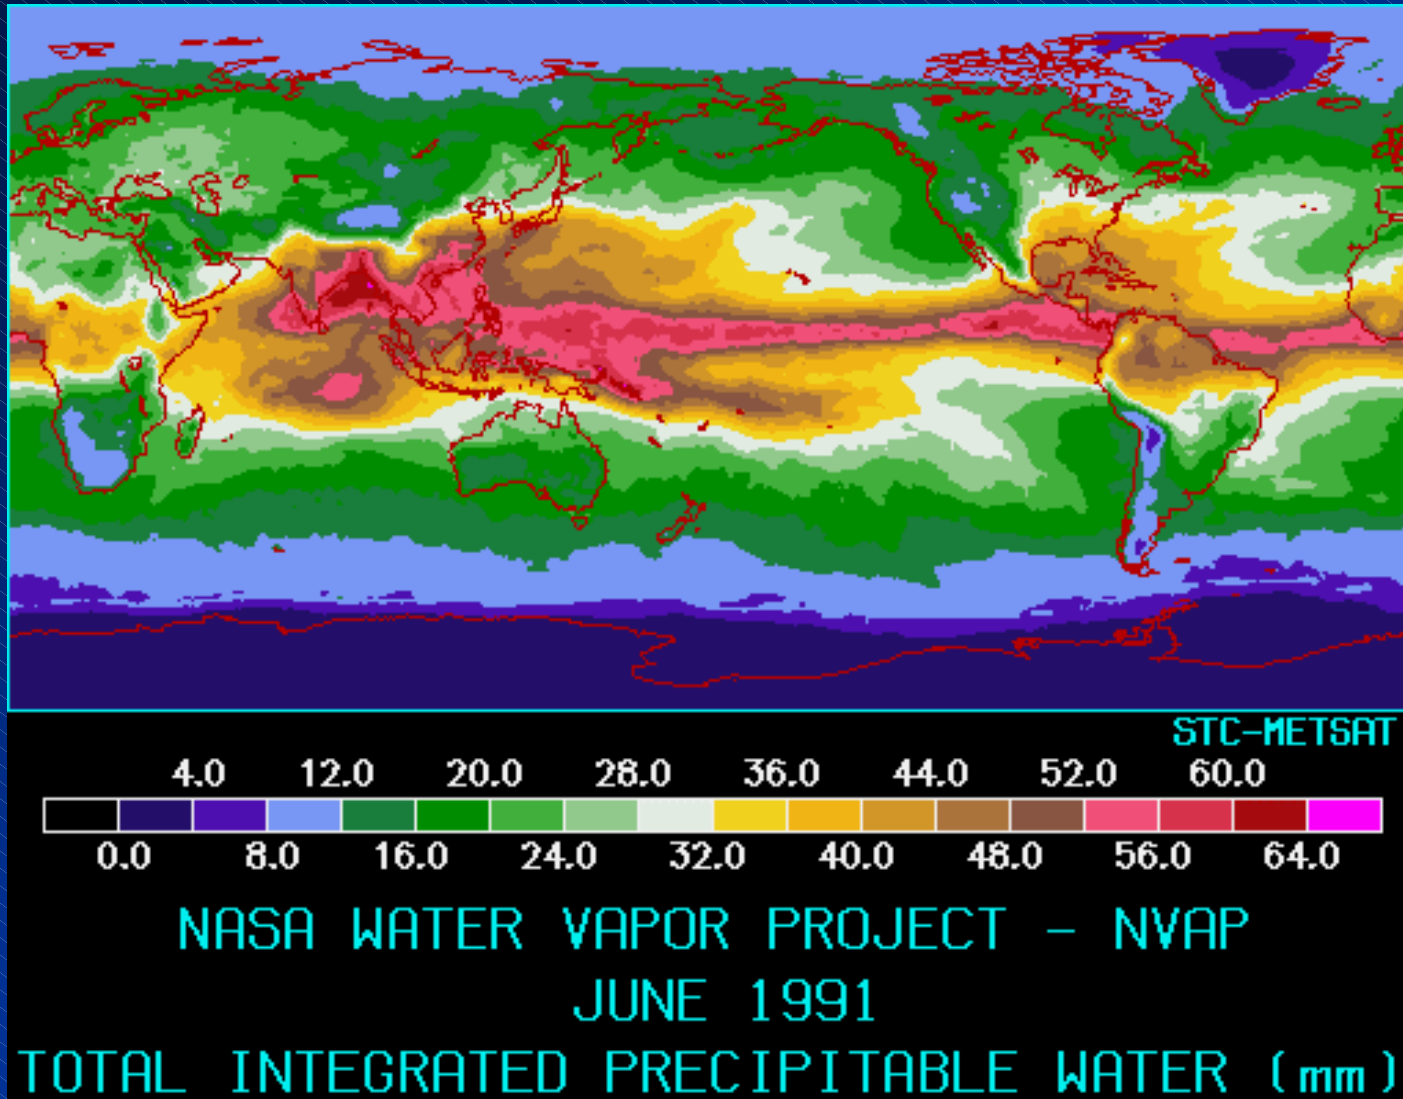 STC-METSAT
4.0 12.0 20.0 28.0 36.0 44.0 52.0 60.0
0.0 8.0 16.0 24.0 32.0 40.0 48.0 56.0 64.0
NASA WATER VAPOR PROJECT - NVAP
JUNE 1991
TOTAL INTEGRATED PRECIPITABLE WATER (mm)